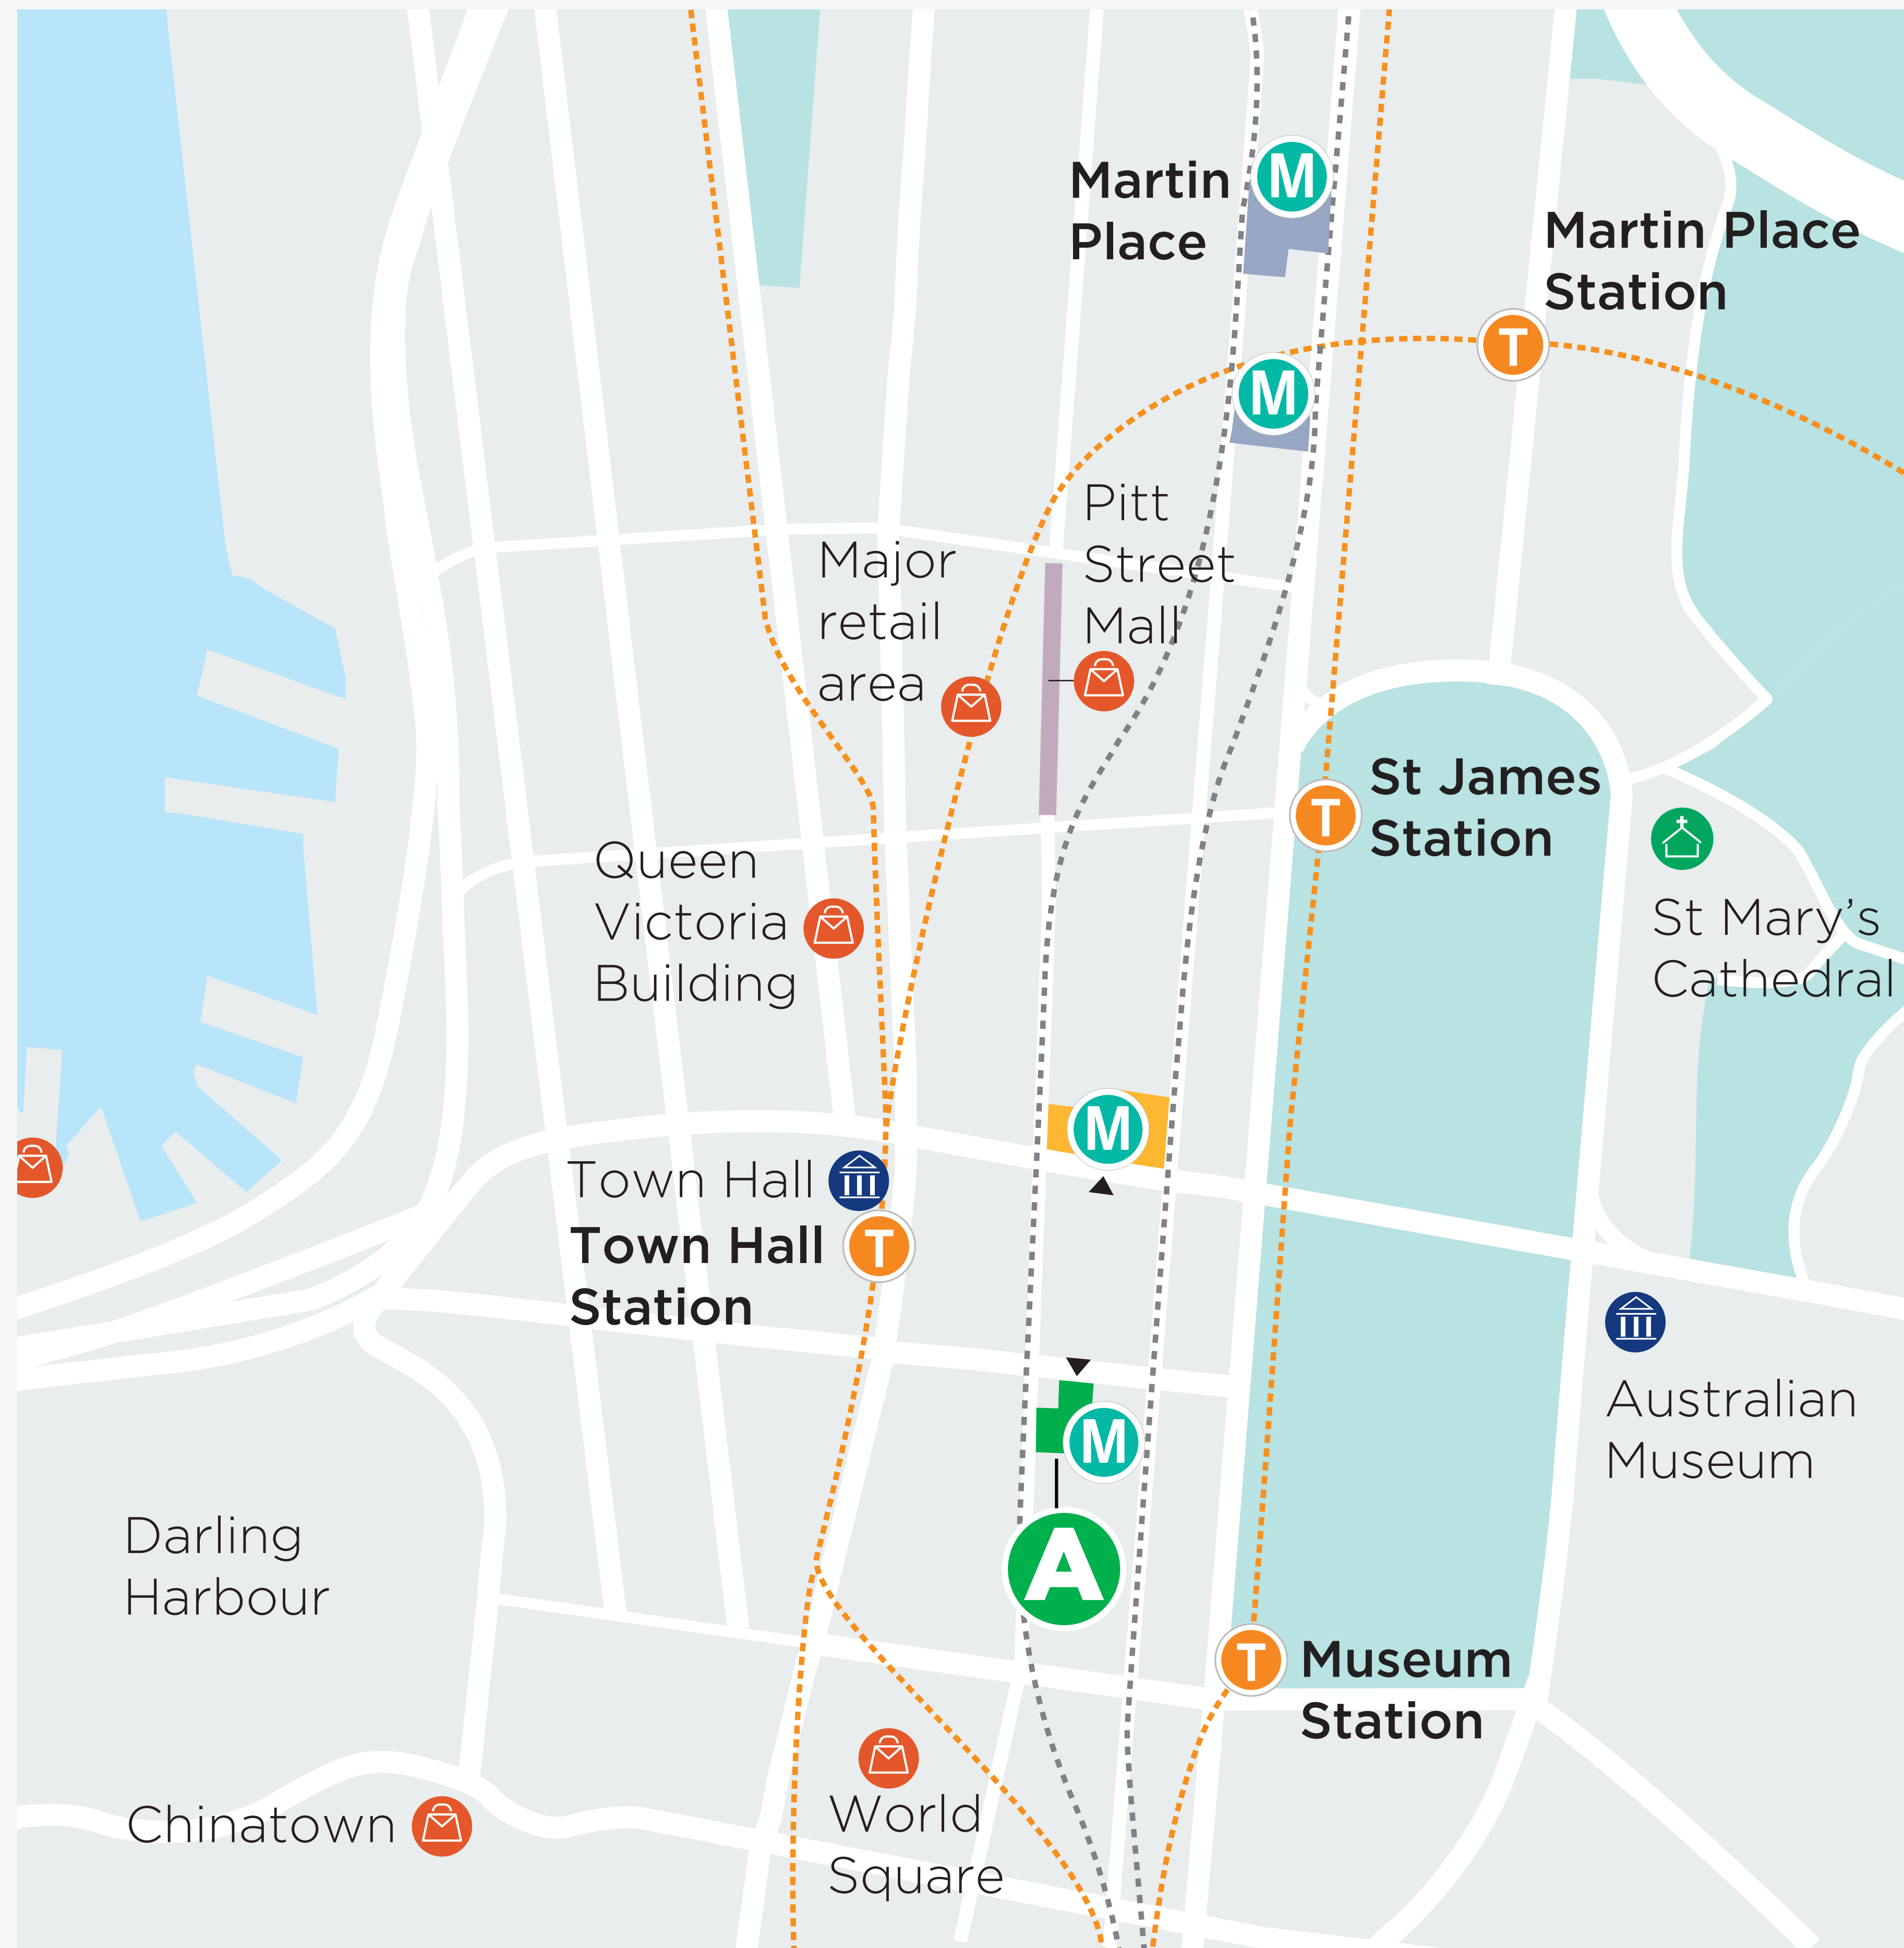 M
Martin
Place
Martin Place
Station
T
M
Pitt
Street
Mall
Major
retail
area
St James
Station
T
Queen
Victoria
Building
St Mary’s
Cathedral
M
Town Hall
Town Hall
Station
T
Australian
Museum
M
A
Darling
Harbour
T
Museum
Station
World
Square
Chinatown